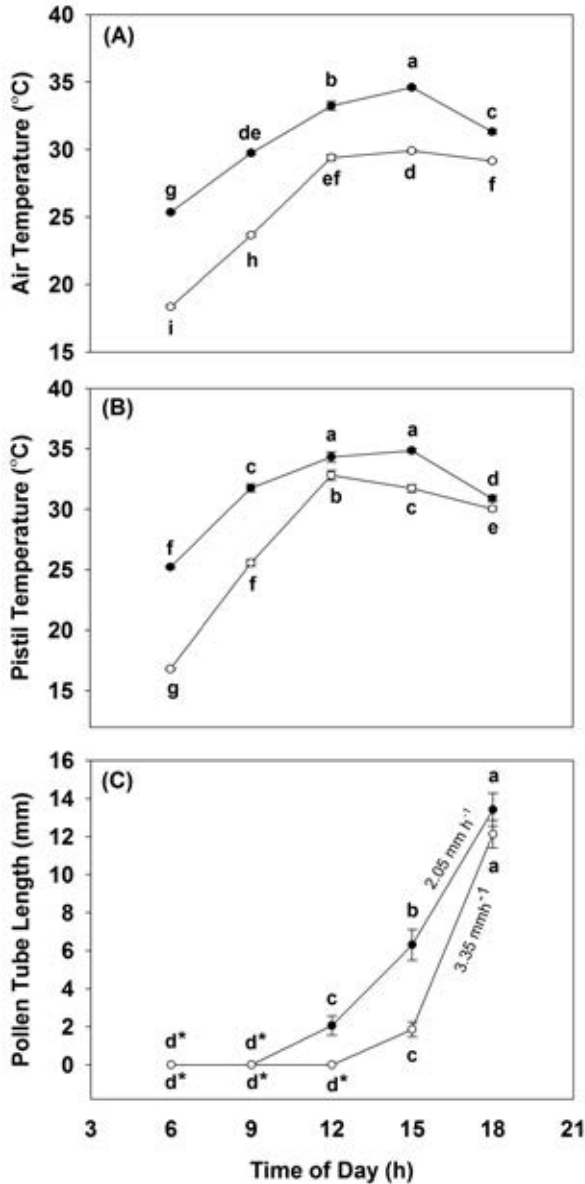 40
(A)
a
b
35
c
de
30
g
ef
d
f
25
h
20
i
15
Air Temperature (°C)
40
(B)
a
a
35
c
d
30
f
b
c
e
25
f
20
g
15
Pistil Temperature (°C)
16
(C)
a
14
2.05 mm h⁻¹
12
a
10
b
3.35 mmh⁻¹
8
6
c
4
d*
d*
2
c
0
d*
d*
d*
Pollen Tube Length (mm)
3 6 9 12 15 18 21
Time of Day (h)